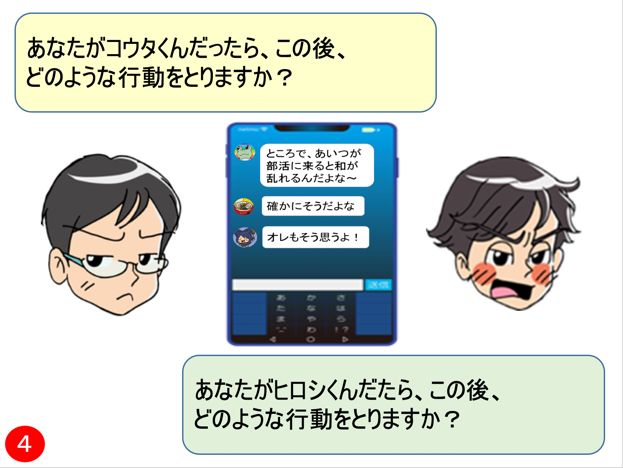 あなたがコウタくんだったら、この後、
どのような行動をとりますか？
ところで、あいつが
部活に来ると和が
乱れるんだよな～
確かにそうだよな
オレもそう思うよ！
送信
あ か さ
た な は
ま や ら
わ ！？
あなたがヒロシくんだたら、この後、
どのような行動をとりますか？
4